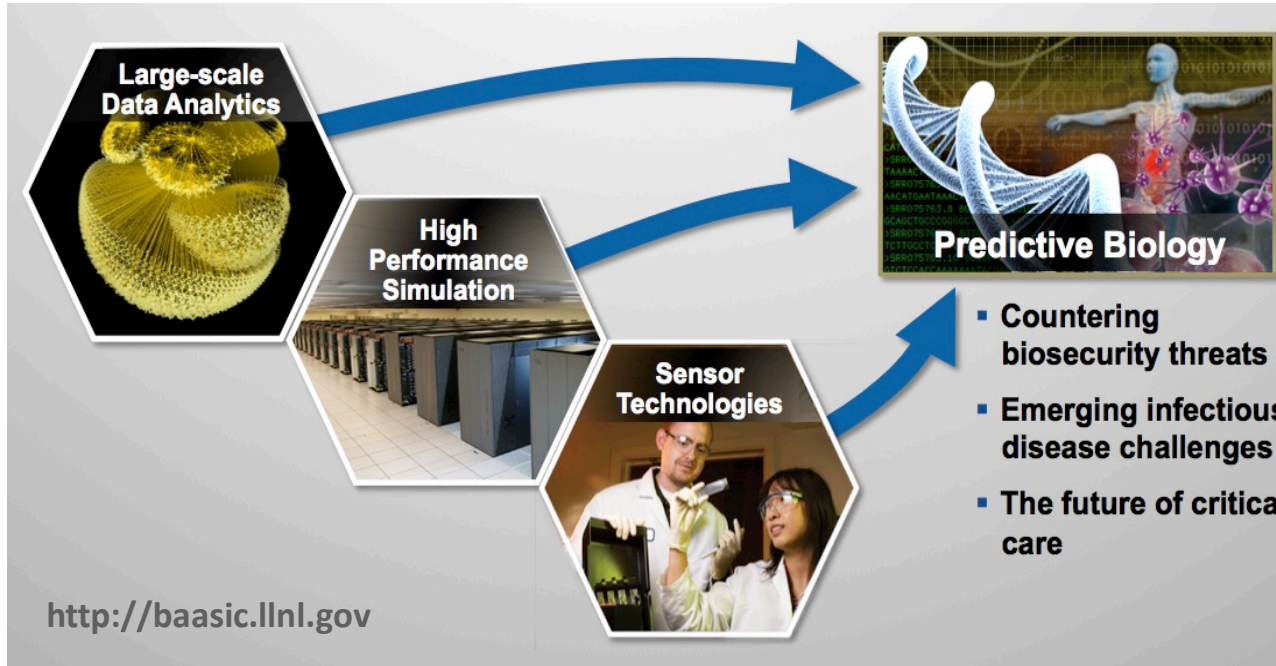 Large-scale
Data Analytics
High
Performance
Simulation
Sensor
Technologies
Predictive Biology
▪ Countering
biosecurity threats
▪ Emerging infectious
disease challenges
▪ The future of critica
care
http://baasic.llnl.gov